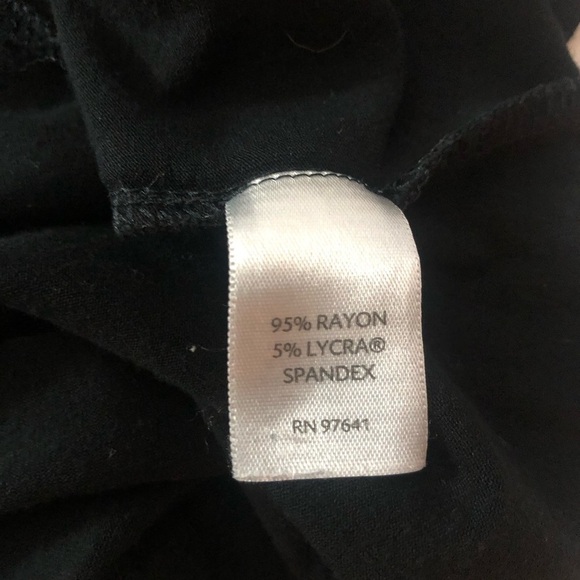 95% RAYON
5% LYCRA®
SPANDEX
RN 97641